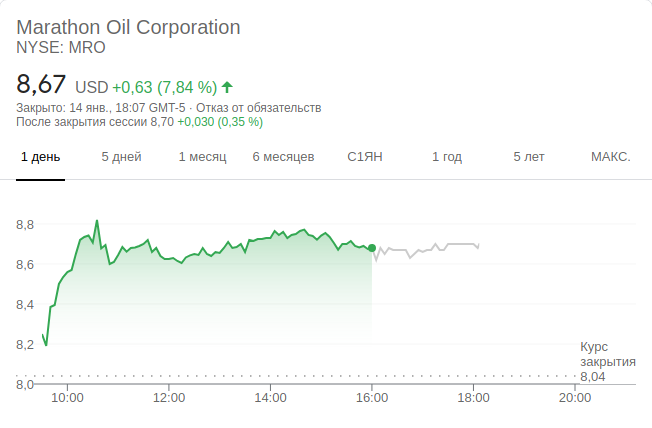 Marathon Oil Corporation
NYSE: MRO
8,67 USD +0,63 (7,84 %)
Закрыто: 14 янв., 18:07 GMT-5 · Отказ от обязательств
После закрытия сессии 8,70 +0,030 (0,35 %)
1 день 5 дней 1 месяц 6 месяцев С1ЯН 1 год 5 лет МАКС.
8,8
8,6
8,4
8,2
Курс
закрытия
8,04
8,0
10:00 12:00 14:00 16:00 18:00 20:00